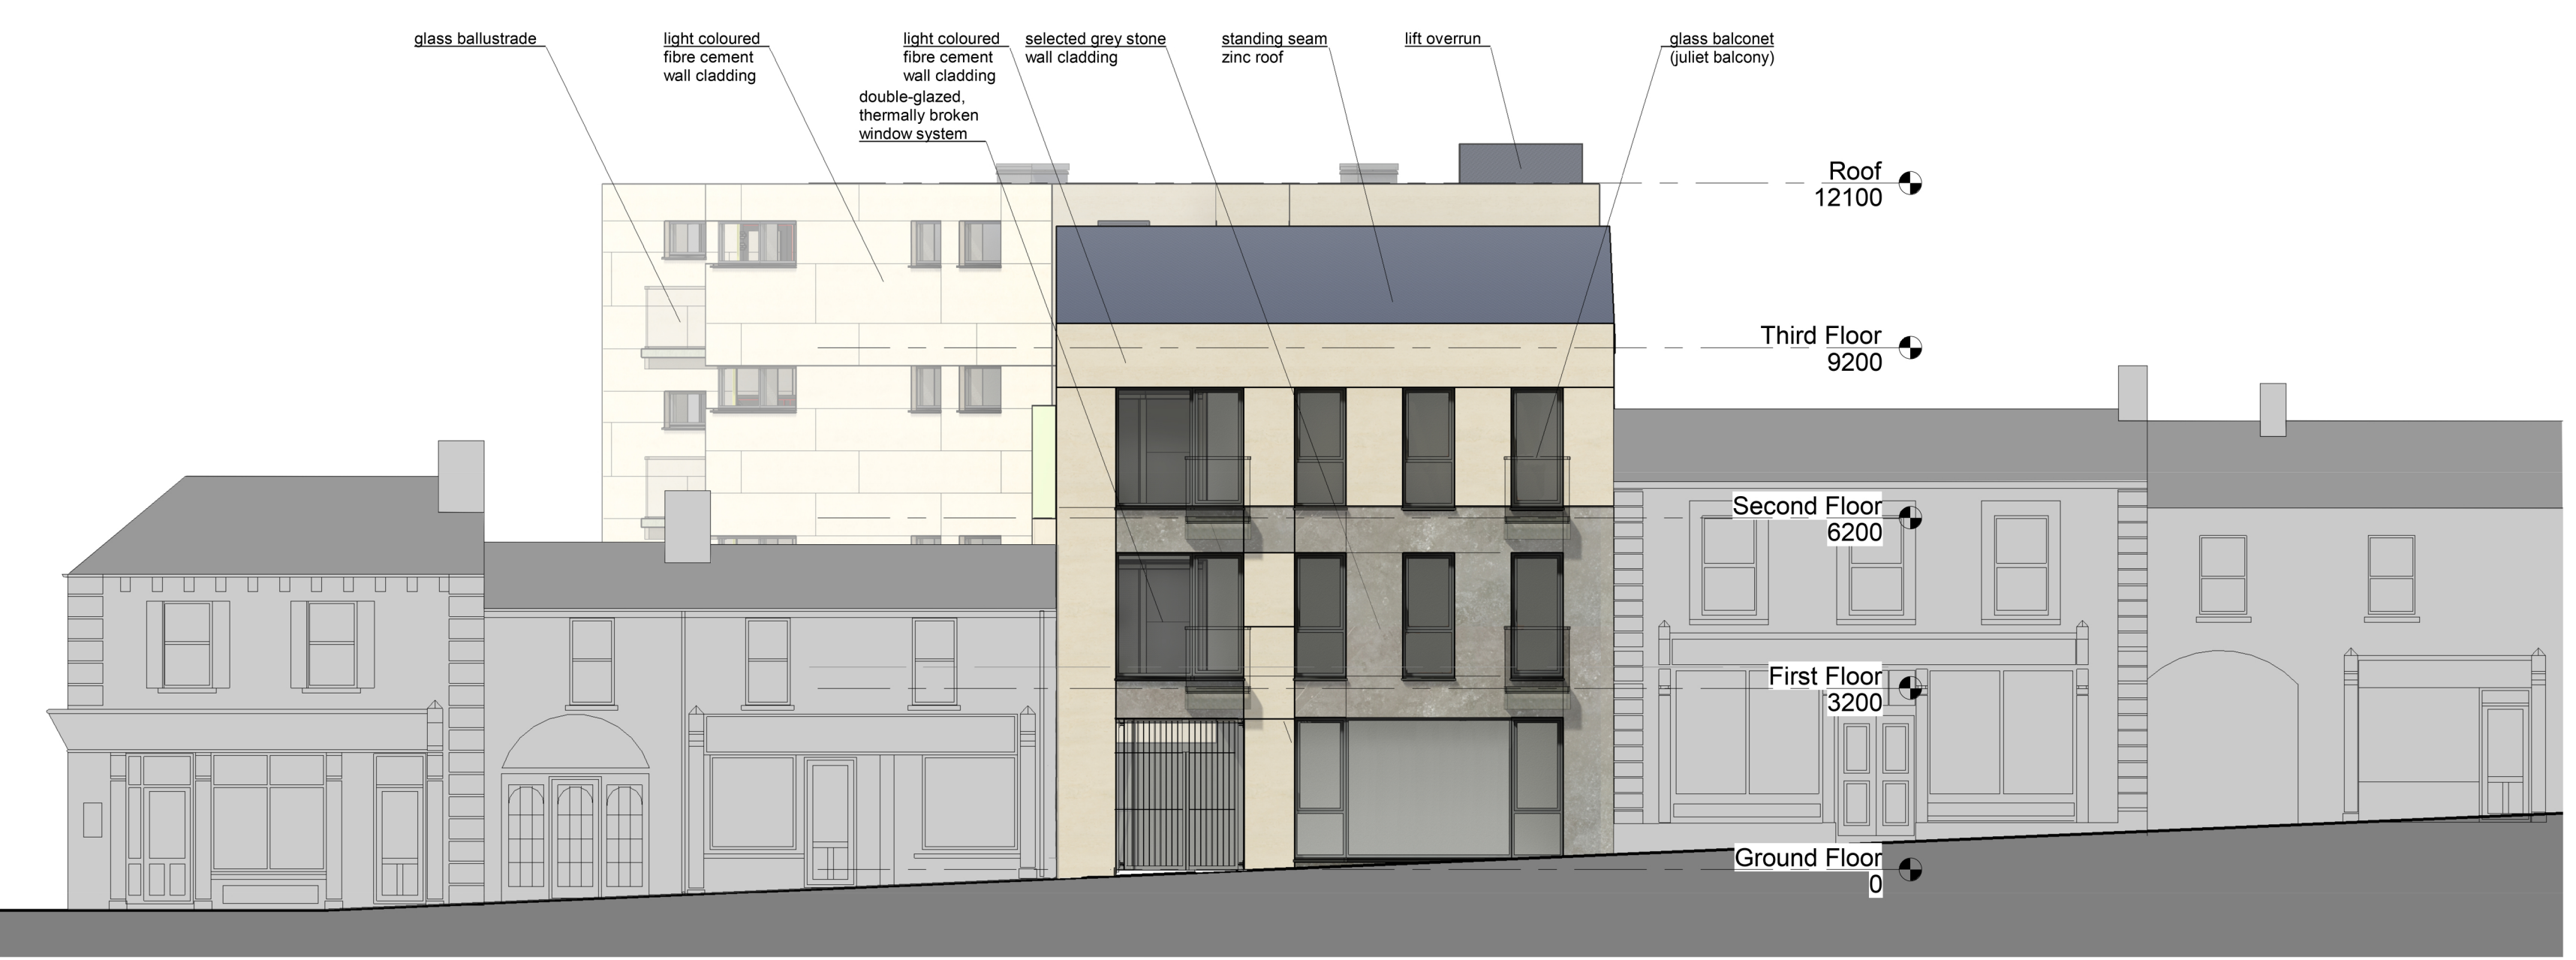 glass ballustrade
light coloured
fibre cement
wall cladding
light coloured
fibre cement
wall cladding
double-glazed,
thermally broken
window system
selected grey stone
wall cladding
standing seam
zinc roof
lift overrun
glass balconet
(juliet balcony)
Roof
12100
Third Floor
9200
Second Floor
6200
First Floor
3200
Ground Floor
0